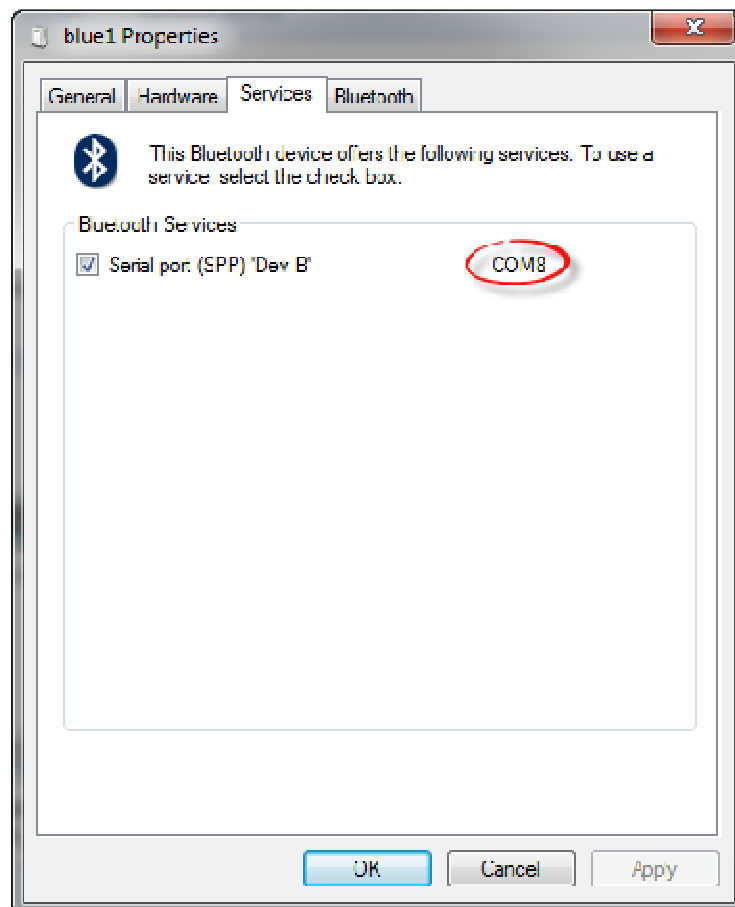 blue1 Properties
General Hardware Services Bluetooth
This Bluetooth device offers the following services. To use a
service, select the check box.
Bluetooth Services
Serial port (SPP) 'Dev B' COM8
OK Cancel Apply